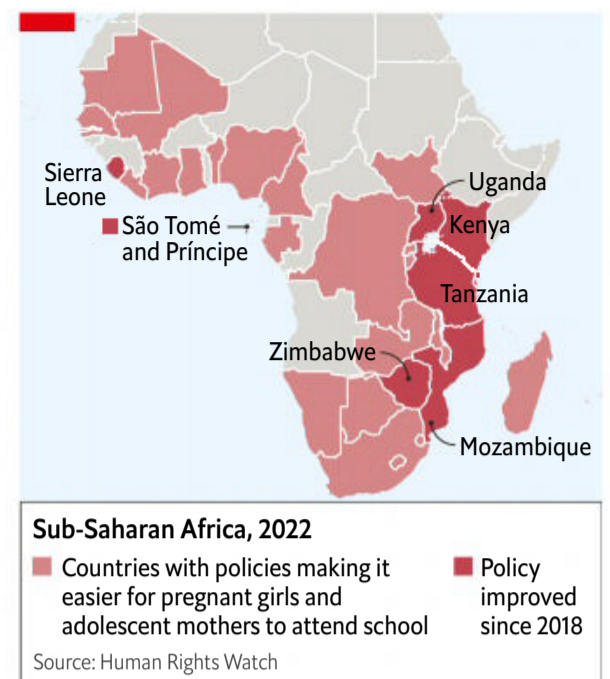 Sierra
Leone
São Tomé
and Príncipe
Uganda
Kenya
Tanzania
Zimbabwe
Mozambique
Sub-Saharan Africa, 2022
Countries with policies making it
easier for pregnant girls and
adolescent mothers to attend school
Policy
improved
since 2018
Source: Human Rights Watch